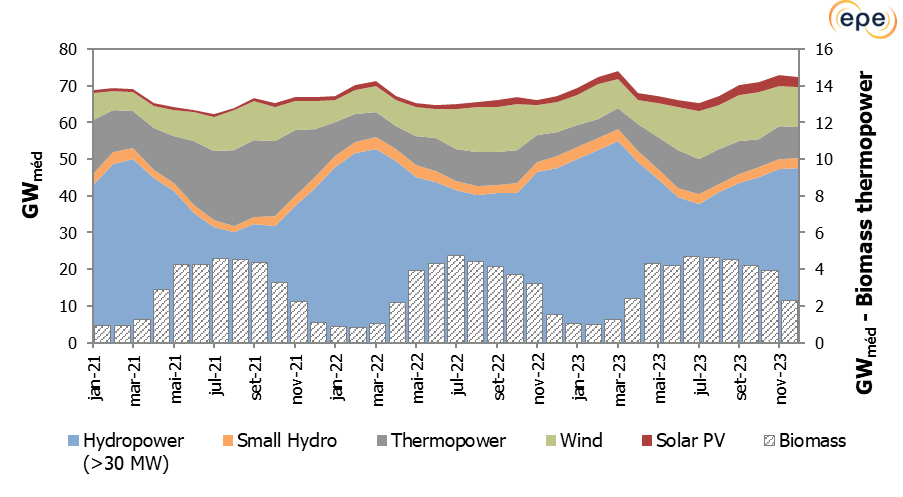 epe
80
70
60
50
40
30
20
10
0
GWméd
16
14
12
10
8
6
4
2
0
GWméd - Biomass thermopower
jan-21
mar-21
mai-21
jul-21
set-21
nov-21
jan-22
mar-22
mai-22
jul-22
set-22
nov-22
jan-23
mar-23
mai-23
jul-23
set-23
nov-23
Hydropower
(>30 MW)
Small Hydro
Thermopower
Wind
Solar PV
Biomass